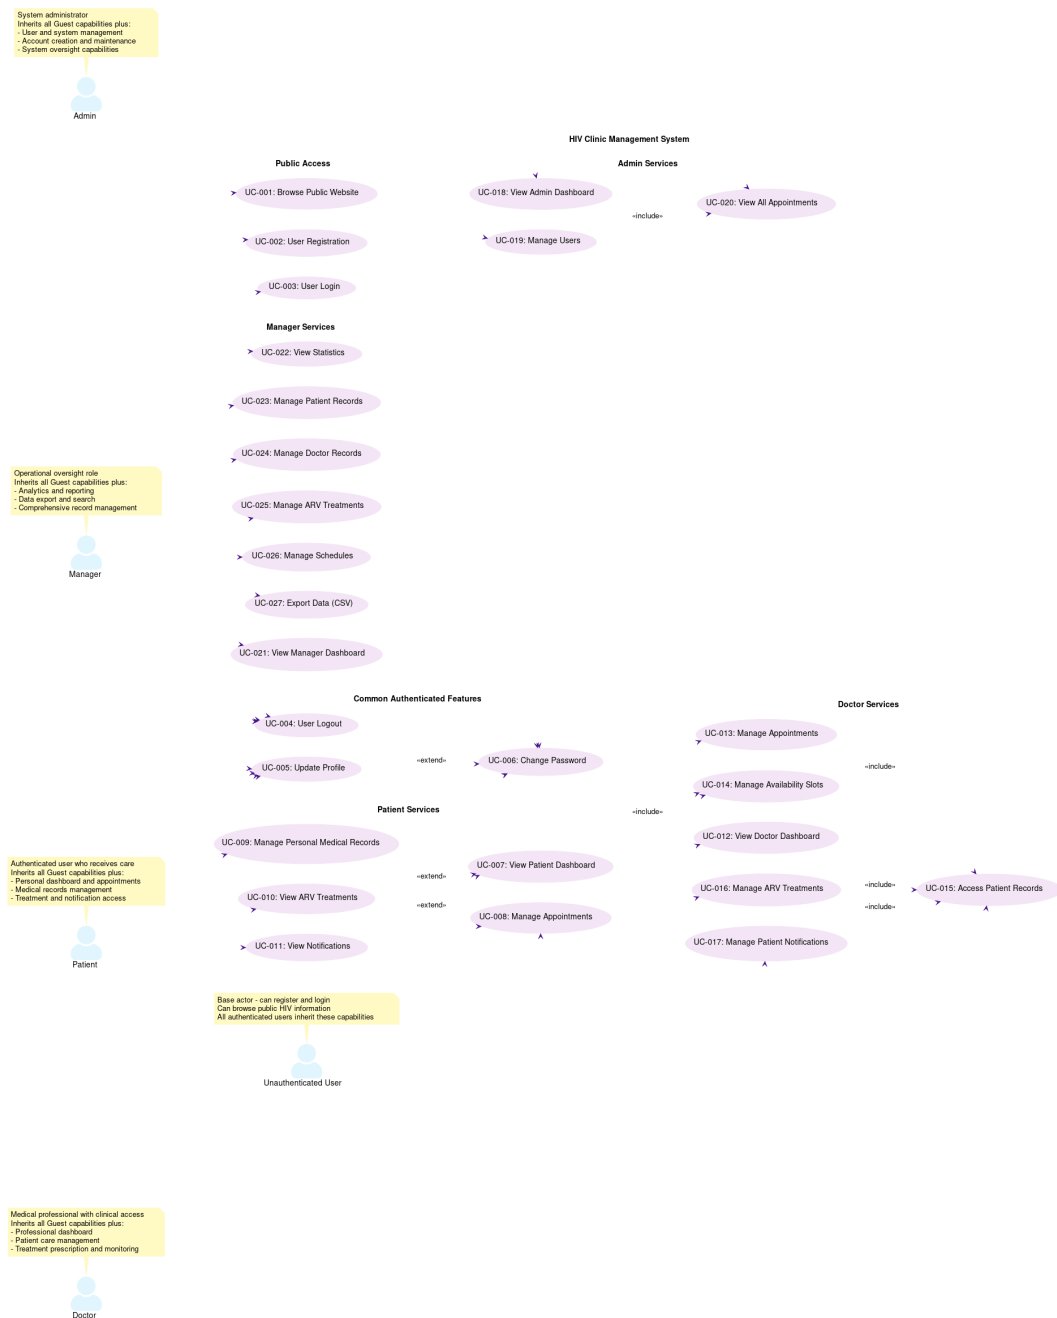 System administrator
Inherits all Guest capabilities plus:
- User and system management
- Account creation and maintenance
- System oversight capabilities
Admin
HIV Clinic Management System
Public Access
Admin Services
UC-001: Browse Public Website
UC-018: View Admin Dashboard
UC-020: View All Appointments
«include»
UC-002: User Registration
UC-019: Manage Users
UC-003: User Login
Manager Services
UC-022: View Statistics
UC-023: Manage Patient Records
UC-024: Manage Doctor Records
Operational oversight role
Inherits all Guest capabilities plus:
- Analytics and reporting
- Data export and search
- Comprehensive record management
Manager
UC-025: Manage ARV Treatments
UC-026: Manage Schedules
UC-027: Export Data (CSV)
UC-021: View Manager Dashboard
Common Authenticated Features
Doctor Services
UC-004: User Logout
UC-013: Manage Appointments
UC-005: Update Profile
«extend»
UC-006: Change Password
«include»
UC-014: Manage Availability Slots
Patient Services
«include»
UC-009: Manage Personal Medical Records
UC-012: View Doctor Dashboard
UC-007: View Patient Dashboard
«extend»
UC-016: Manage ARV Treatments
«include»
UC-015: Access Patient Records
UC-010: View ARV Treatments
«extend»
«include»
UC-008: Manage Appointments
UC-011: View Notifications
UC-017: Manage Patient Notifications
Authenticated user who receives care
Inherits all Guest capabilities plus:
- Personal dashboard and appointments
- Medical records management
- Treatment and notification access
Patient
Base actor - can register and login
Can browse public HIV information
All authenticated users inherit these capabilities
Unauthenticated User
Medical professional with clinical access
Inherits all Guest capabilities plus:
- Professional dashboard
- Patient care management
- Treatment prescription and monitoring
Doctor